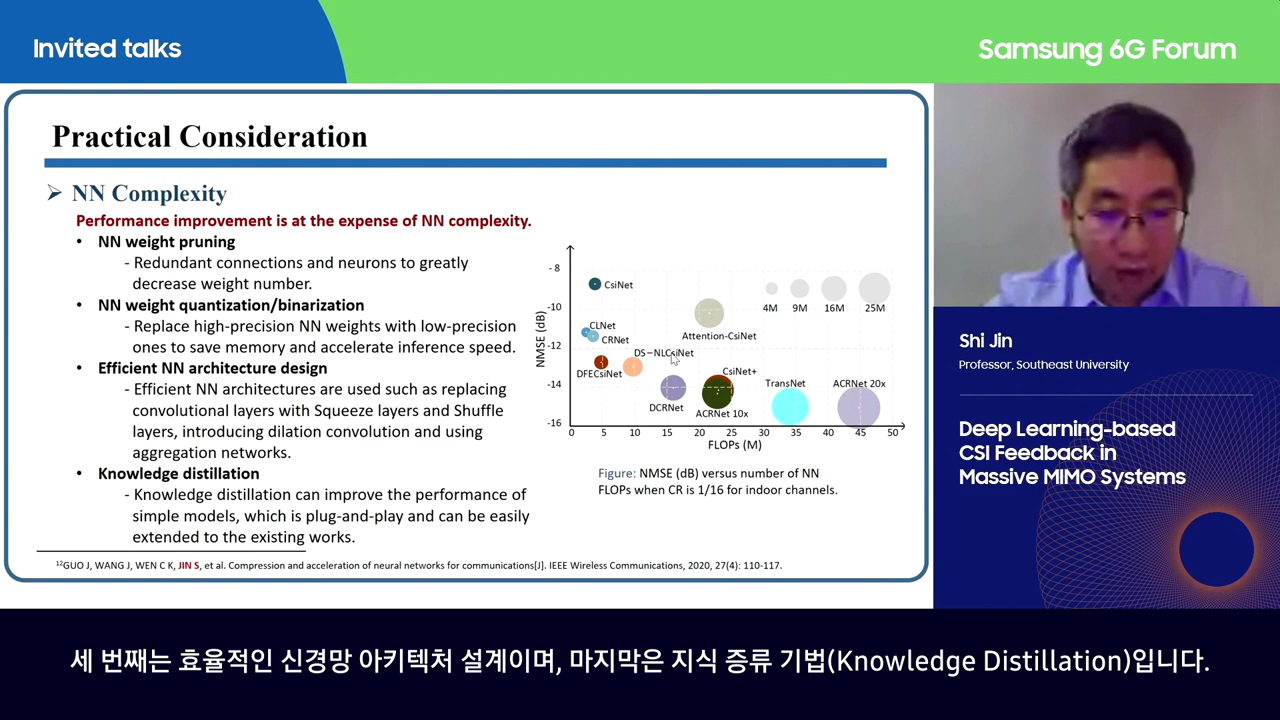 Invited talks
Samsung 6G Forum
Practical Consideration
➢ NN Complexity
Performance improvement is at the expense of NN complexity.
• NN weight pruning
- Redundant connections and neurons to greatly
decrease weight number.
• NN weight quantization/binarization
- Replace high-precision NN weights with low-precision
ones to save memory and accelerate inference speed.
• Efficient NN architecture design
- Efficient NN architectures are used such as replacing
convolutional layers with Squeeze layers and Shuffle
layers, introducing dilation convolution and using
aggregation networks.
• Knowledge distillation
- Knowledge distillation can improve the performance of
simple models, which is plug-and-play and can be easily
extended to the existing works.
NMSE (dB)
-8
-10
-12
-14
-16
CsiNet
4M 9M 16M 25M
CLNet
CRNet
Attention-CsiNet
DS-NLCsiNet
DFECsiNet
CsiNet+
TransNet
ACRNet 20x
DCRNet
ACRNet 10x
0 5 10 15 20 25 30 35 40 45 50
FLOPs (M)
Figure: NMSE (dB) versus number of NN
FLOPs when CR is 1/16 for indoor channels.
12GUO J, WANG J, WEN C K, JIN S, et al. Compression and acceleration of neural networks for communications[J]. IEEE Wireless Communications, 2020, 27(4): 110-117.
Shi Jin
Professor, Southeast University
Deep Learning-based
CSI Feedback in
Massive MIMO Systems
세 번째는 효율적인 신경망 아키텍처 설계이며, 마지막은 지식 증류 기법(Knowledge Distillation)입니다.